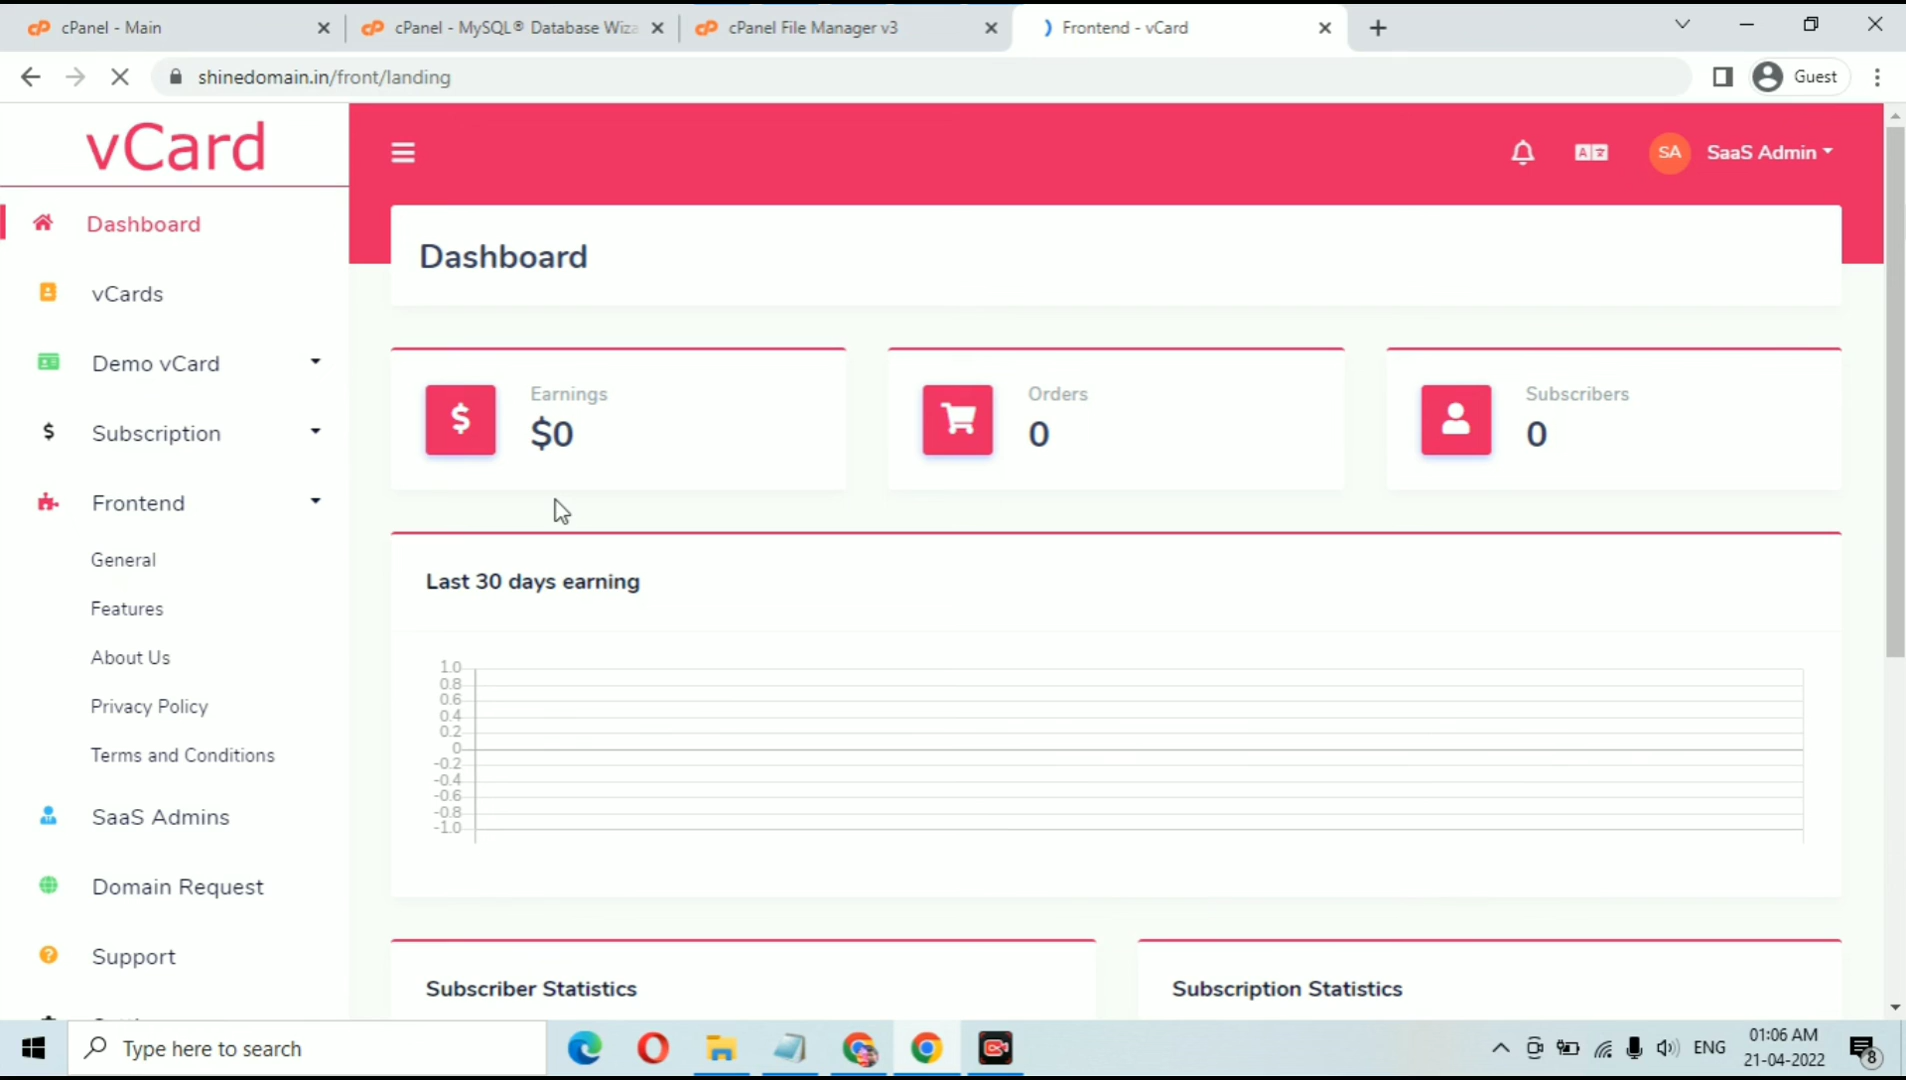 cPanel - Main
cPanel - MySQL® Database Wiza
cPanel File Manager v3
Frontend - vCard
shinedomain.in/front/landing
Guest
vCard
SA
SaaS Admin
Dashboard
Dashboard
vCards
Demo vCard
Subscription
Frontend
General
Features
About Us
Privacy Policy
Terms and Conditions
SaaS Admins
Domain Request
Support
Earnings
$0
Orders
0
Subscribers
0
Last 30 days earning
1.0
0.8
0.6
0.4
0.2
0
-0.2
-0.4
-0.6
-0.8
-1.0
Subscriber Statistics
Subscription Statistics
Type here to search
ENG
01:06 AM
21-04-2022
8